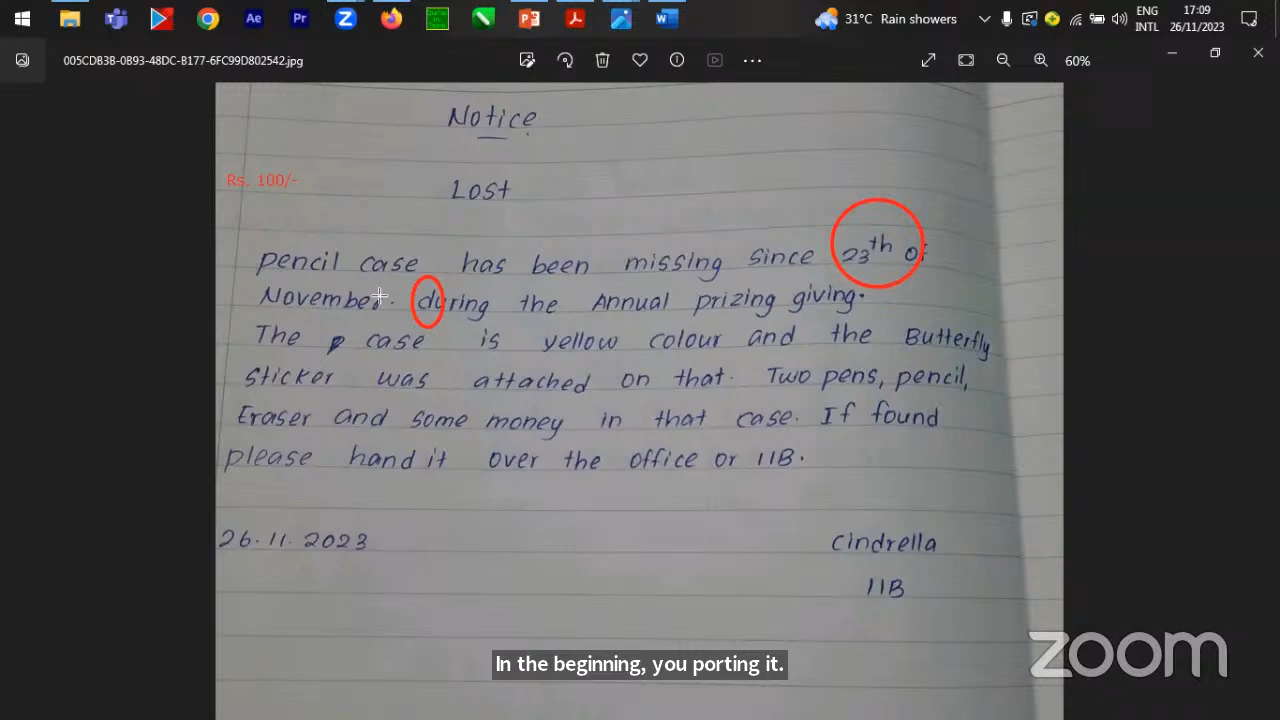 Ae
Pr
31°C Rain showers
ENG
INTL
17:09
26/11/2023
005CDB3B-0B93-48DC-B177-6FC99D802542.jpg
60%
Notice
Rs. 100/-
Lost
pencil case has been missing since 23th of
November. during the Annual prizing giving.
The p case is yellow colour and the Butterfly
sticker was attached on that. Two pens, pencil,
Eraser and some money in that case. If found
please hand it over the office or 11B.
26.11.2023
Cindrella
11B
zoom
In the beginning, you porting it.